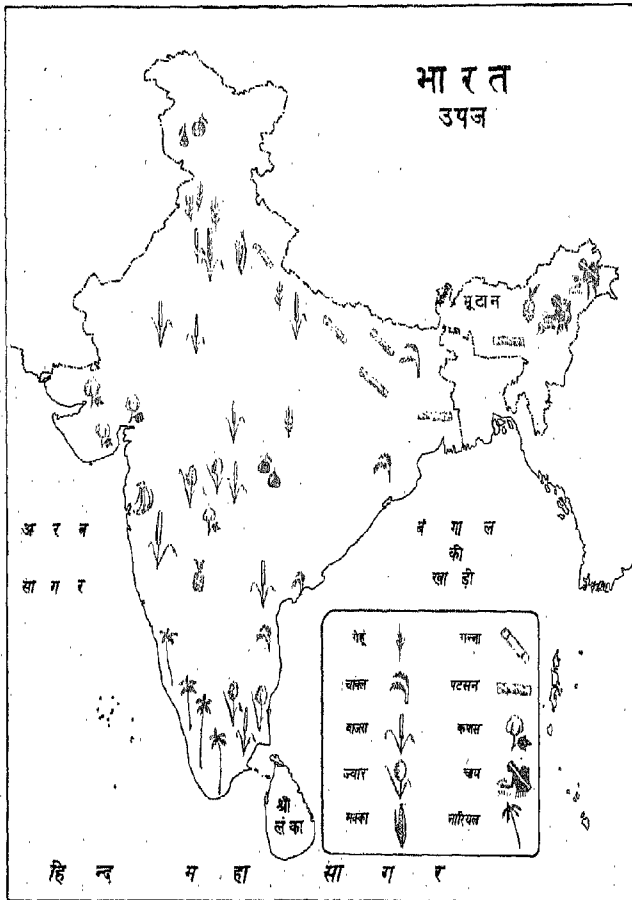 भारत
उपज
भूटान
अरब
सागर
बंगाल
की
खाड़ी
गेहूं
गन्ना
चावल
पटसन
बाजरा
कपास
ज्वार
चाय
मक्का
नारियल
श्री
लंका
हिन्द महासागर